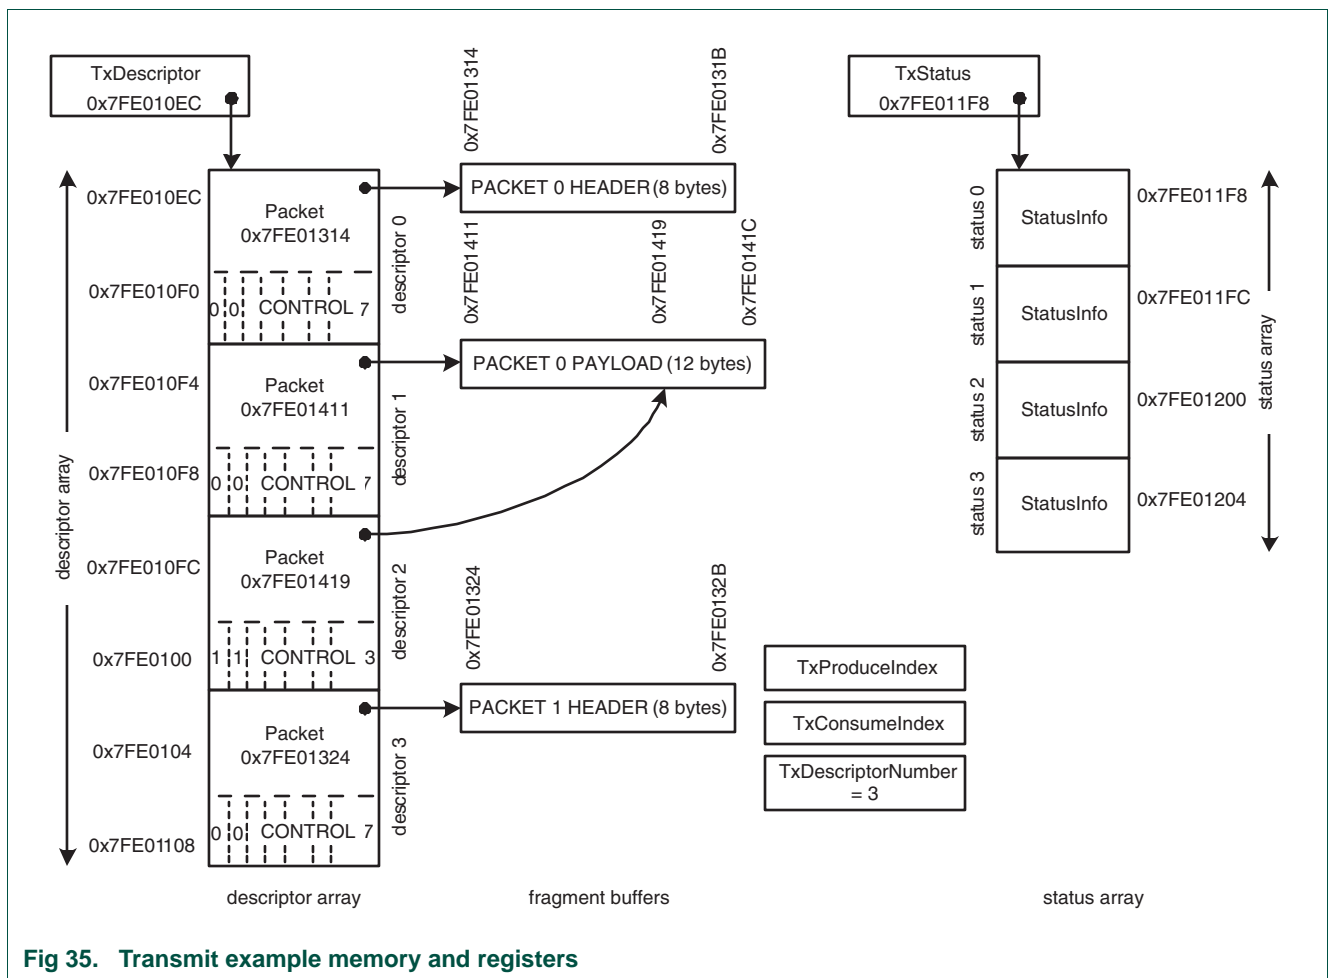 TxDescriptor
0x7FE010EC
TxStatus
0x7FE011F8
descriptor array
0x7FE010EC
0x7FE010F0
0x7FE010F4
0x7FE010F8
0x7FE010FC
0x7FE0100
0x7FE0104
0x7FE01108
Packet
0x7FE01314
0 0 CONTROL 7
descriptor 0
Packet
0x7FE01411
0 0 CONTROL 7
descriptor 1
Packet
0x7FE01419
1 1 CONTROL 3
descriptor 2
Packet
0x7FE01324
0 0 CONTROL 7
descriptor 3
0x7FE01314
0x7FE0131B
PACKET 0 HEADER (8 bytes)
0x7FE01411
0x7FE01419
0x7FE0141C
PACKET 0 PAYLOAD (12 bytes)
0x7FE01324
0x7FE0132B
PACKET 1 HEADER (8 bytes)
status 0
StatusInfo
0x7FE011F8
status 1
StatusInfo
0x7FE011FC
status 2
StatusInfo
0x7FE01200
status 3
StatusInfo
0x7FE01204
status array
TxProduceIndex
TxConsumeIndex
TxDescriptorNumber
= 3
descriptor array
fragment buffers
status array
Fig 35. Transmit example memory and registers